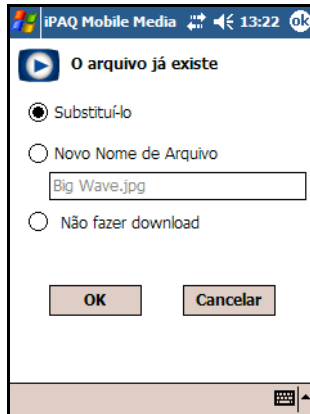 iPAQ Mobile Media 13:22 ok
O arquivo já existe
Substituí-lo
Novo Nome de Arquivo
Big Wave.jpg
Não fazer download
OK Cancelar